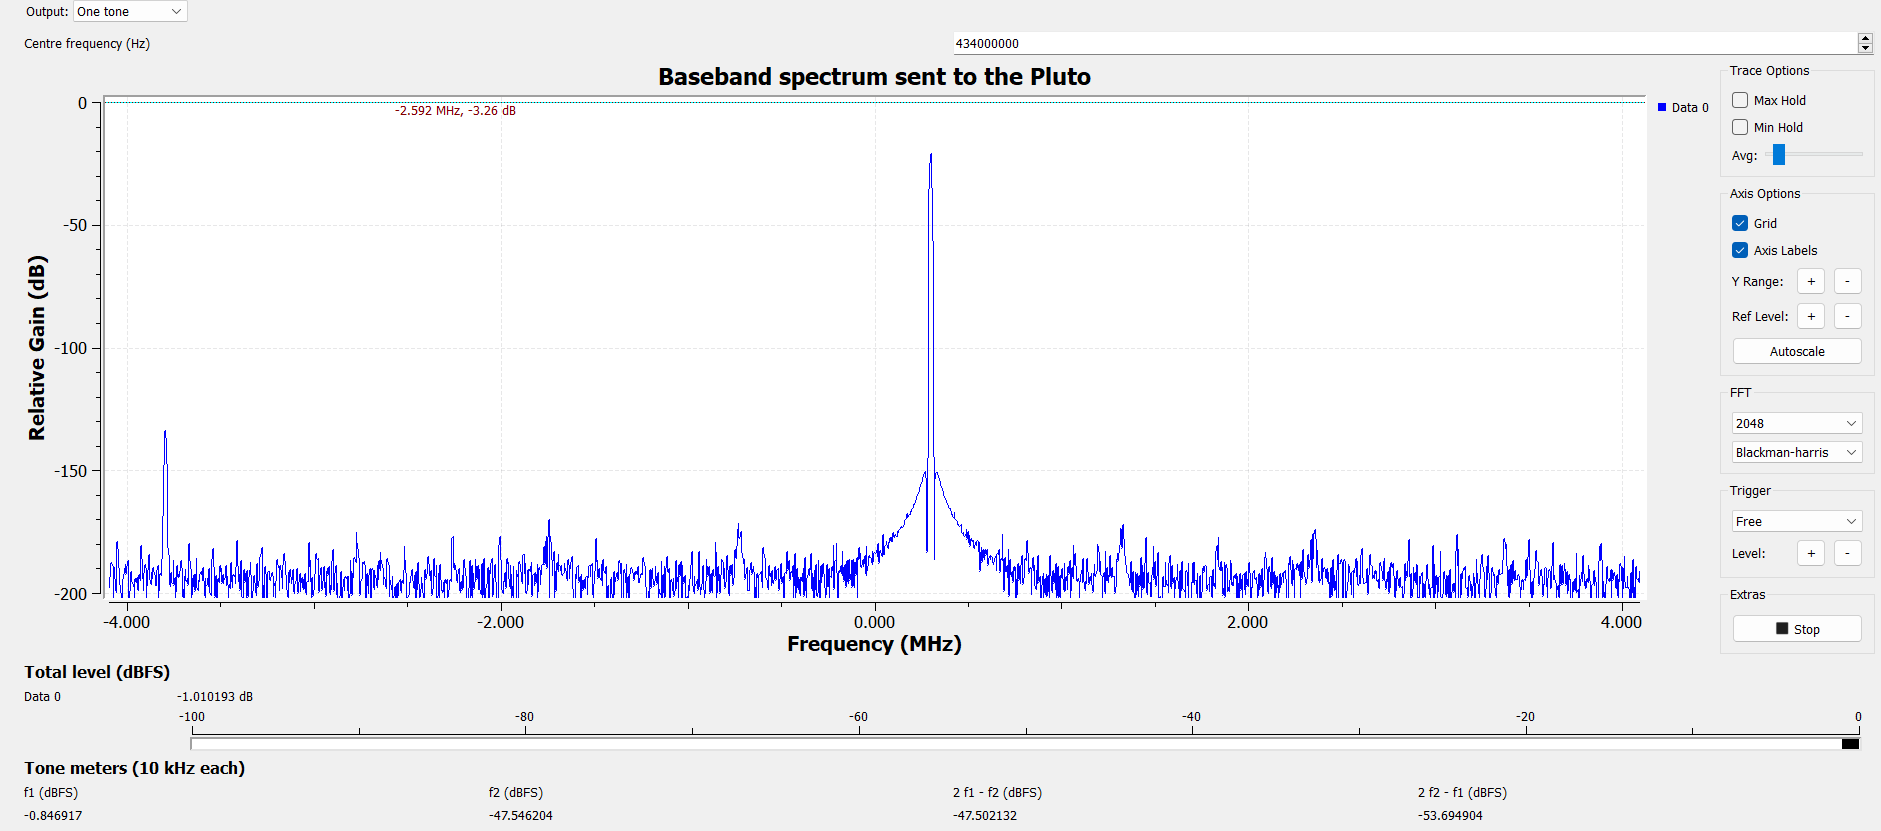 Output: One tone
Centre frequency (Hz) 434000000
Baseband spectrum sent to the Pluto
-2.592 MHz, -3.26 dB
Data 0
Relative Gain (dB)
0
-50
-100
-150
-200
-4.000 -2.000 0.000 2.000 4.000
Frequency (MHz)
Trace Options
Max Hold
Min Hold
Avg:
Axis Options
Grid
Axis Labels
Y Range: + -
Ref Level: + -
Autoscale
FFT
2048
Blackman-harris
Trigger
Free
Level: + -
Extras
Stop
Total level (dBFS)
Data 0 -1.010193 dB
-100 -80 -60 -40 -20 0
Tone meters (10 kHz each)
f1 (dBFS) f2 (dBFS) 2 f1 - f2 (dBFS) 2 f2 - f1 (dBFS)
-0.846917 -47.546204 -47.502132 -53.694904